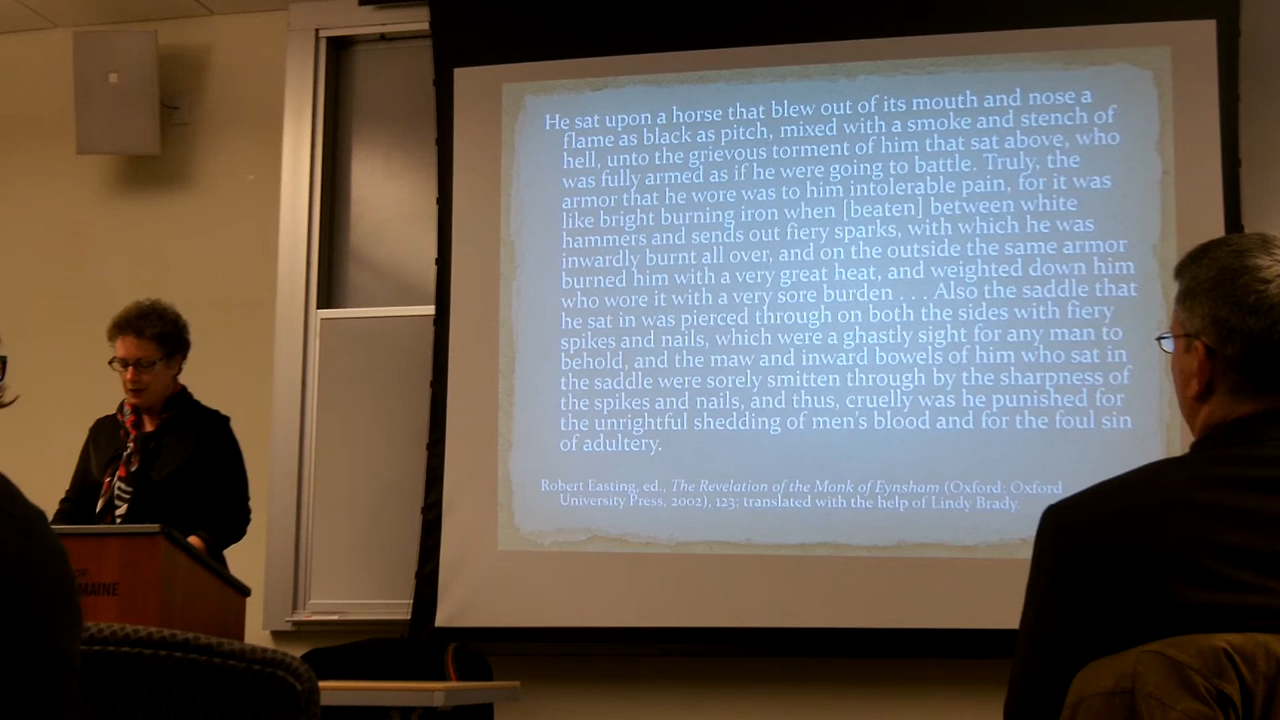 He sat upon a horse that blew out of its mouth and nose a
flame as black as pitch, mixed with a smoke and stench of
hell, unto the grievous torment of him that sat above, who
was fully armed as if he were going to battle. Truly, the
armor that he wore was to him intolerable pain, for it was
like bright burning iron when [beaten] between white
hammers and sends out fiery sparks, with which he was
inwardly burnt all over, and on the outside the same armor
burned him with a very great heat, and weighted down him
who wore it with a very sore burden . . . Also the saddle that
he sat in was pierced through on both the sides with fiery
spikes and nails, which were a ghastly sight for any man to
behold, and the maw and inward bowels of him who sat in
the saddle were sorely smitten through by the sharpness of
the spikes and nails, and thus, cruelly was he punished for
the unrightful shedding of men's blood and for the foul sin
of adultery.
Robert Easting, ed., The Revelation of the Monk of Eynsham (Oxford: Oxford
University Press, 2002), 123; translated with the help of Lindy Brady.
OF
MAINE